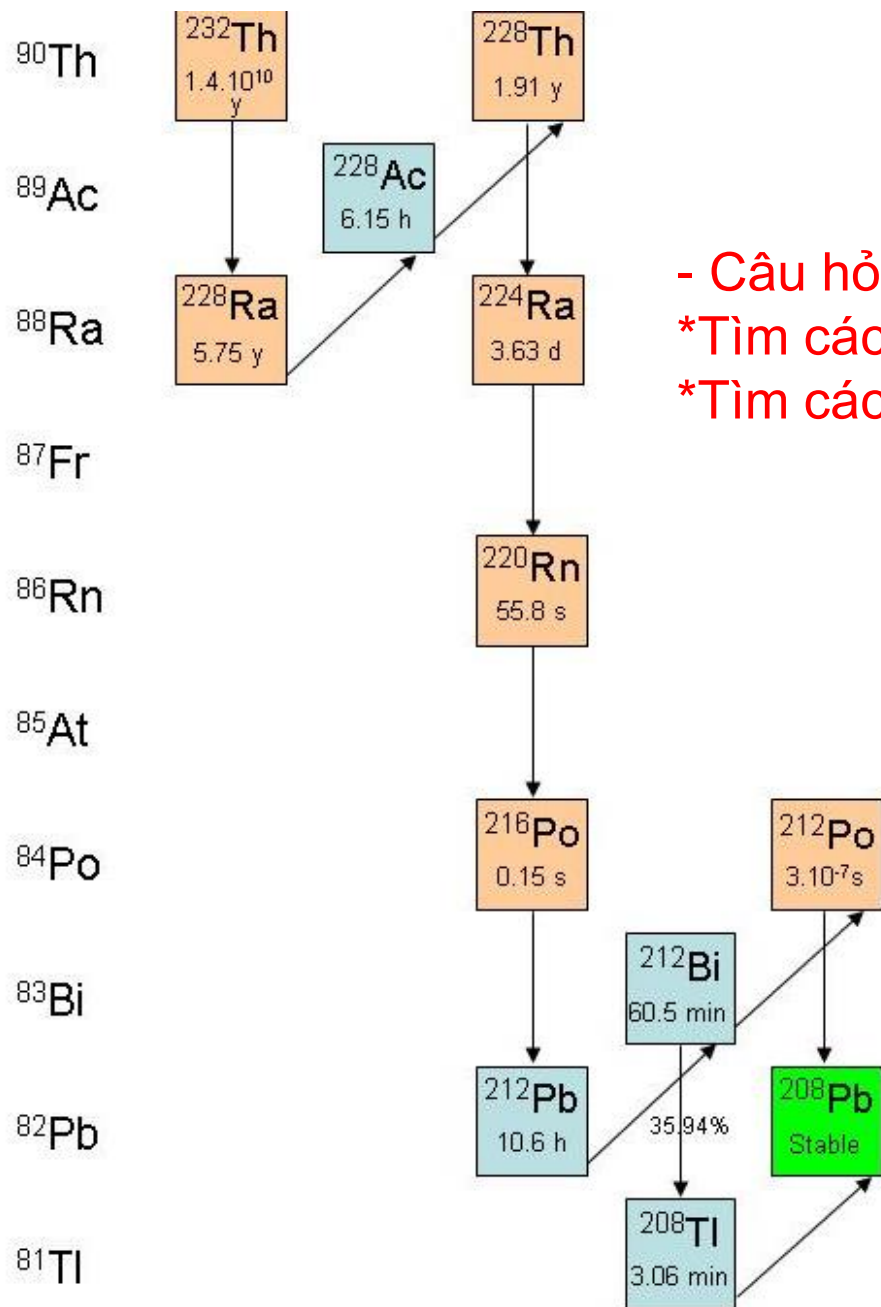 90Th
232Th
1.4.10¹⁰
y
228Th
1.91 y
89Ac
228Ac
6.15 h
- Câu hỏ
*Tìm các
*Tìm các
88Ra
228Ra
5.75 y
224Ra
3.63 d
87Fr
86Rn
220Rn
55.8 s
85At
84Po
216Po
0.15 s
212Po
3.10⁻⁷s
83Bi
212Bi
60.5 min
82Pb
212Pb
10.6 h
35.94%
208Pb
Stable
81Tl
208Tl
3.06 min